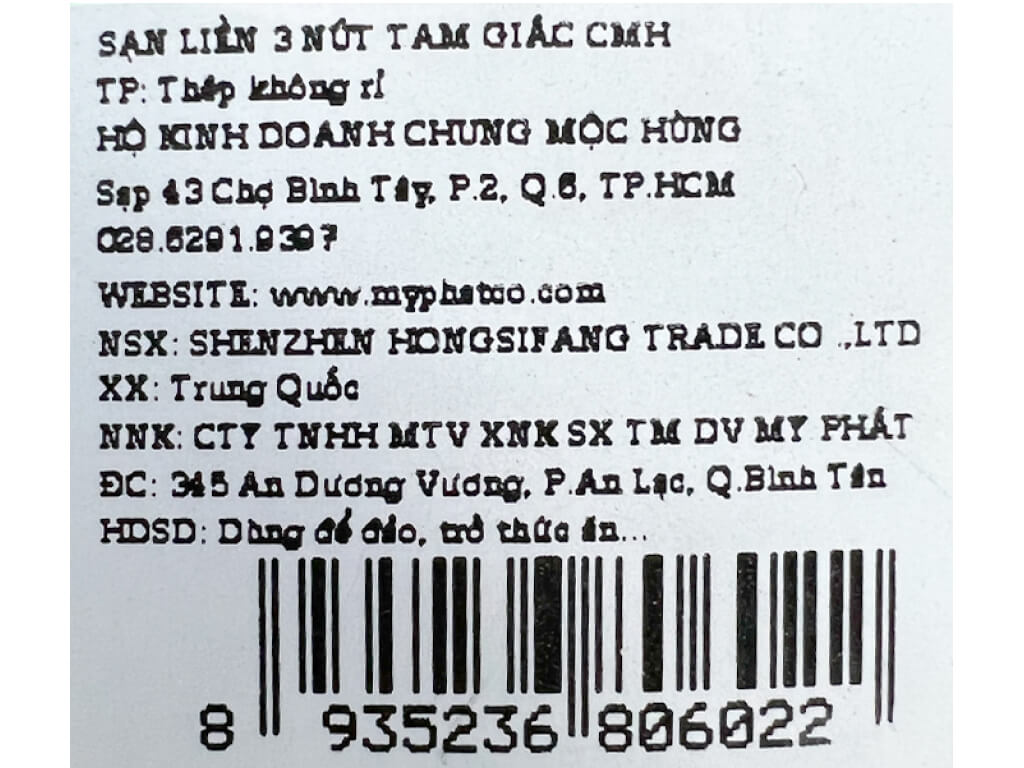 SẠN LIỀN 3 NÚT TAM GIÁC CMH
TP: Thép không rỉ
HỘ KINH DOANH CHUNG MỘC HÙNG
Sạp 43 Chợ Bình Tây, P.2, Q.6, TP.HCM
028.6291.9397
WEBSITE: www.myphatco.com
NSX: SHENZHEN HONGSIFANG TRADE CO .,LTD
XX: Trung Quốc
NNK: CTY TNHH MTV XNK SX TM DV MY PHÁT
ĐC: 345 An Dương Vương, P.An Lạc, Q.Bình Tân
HDSD: Dùng để đảo, trở thức ăn...
8 935236 806022